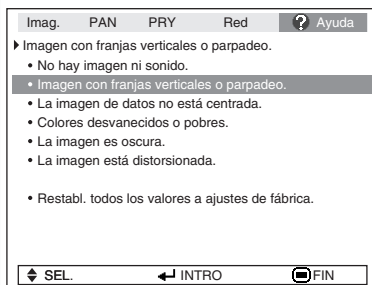 Imag. PAN PRY Red ? Ayuda
Imagen con franjas verticales o parpadeo.
• No hay imagen ni sonido.
• Imagen con franjas verticales o parpadeo.
• La imagen de datos no está centrada.
• Colores desvanecidos o pobres.
• La imagen es oscura.
• La imagen está distorsionada.
• Restabl. todos los valores a ajustes de fábrica.
SEL. INTRO FIN